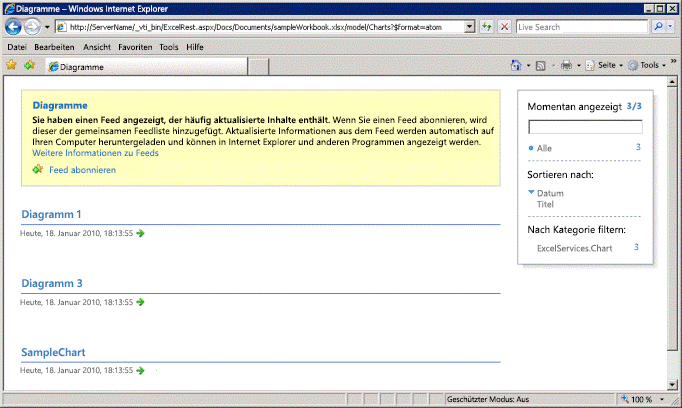 Diagramme – Windows Internet Explorer
http://ServerName/_vti_bin/ExcelRest.aspx/Docs/Documents/sampleWorkbook.xlsx/model/Charts?$format=atom
Live Search
Datei Bearbeiten Ansicht Favoriten Tools Hilfe
Diagramme
Seite Tools
Diagramme
Sie haben einen Feed angezeigt, der häufig aktualisierte Inhalte enthält. Wenn Sie einen Feed abonnieren, wird
dieser der gemeinsamen Feedliste hinzugefügt. Aktualisierte Informationen aus dem Feed werden automatisch auf
Ihren Computer heruntergeladen und können in Internet Explorer und anderen Programmen angezeigt werden.
Weitere Informationen zu Feeds
Feed abonnieren
Diagramm 1
Heute, 18. Januar 2010, 18:13:55
Diagramm 3
Heute, 18. Januar 2010, 18:13:55
SampleChart
Heute, 18. Januar 2010, 18:13:55
Momentan angezeigt 3/3
Alle 3
Sortieren nach:
Datum
Titel
Nach Kategorie filtern:
ExcelServices.Chart 3
Geschützter Modus: Aus
100 %